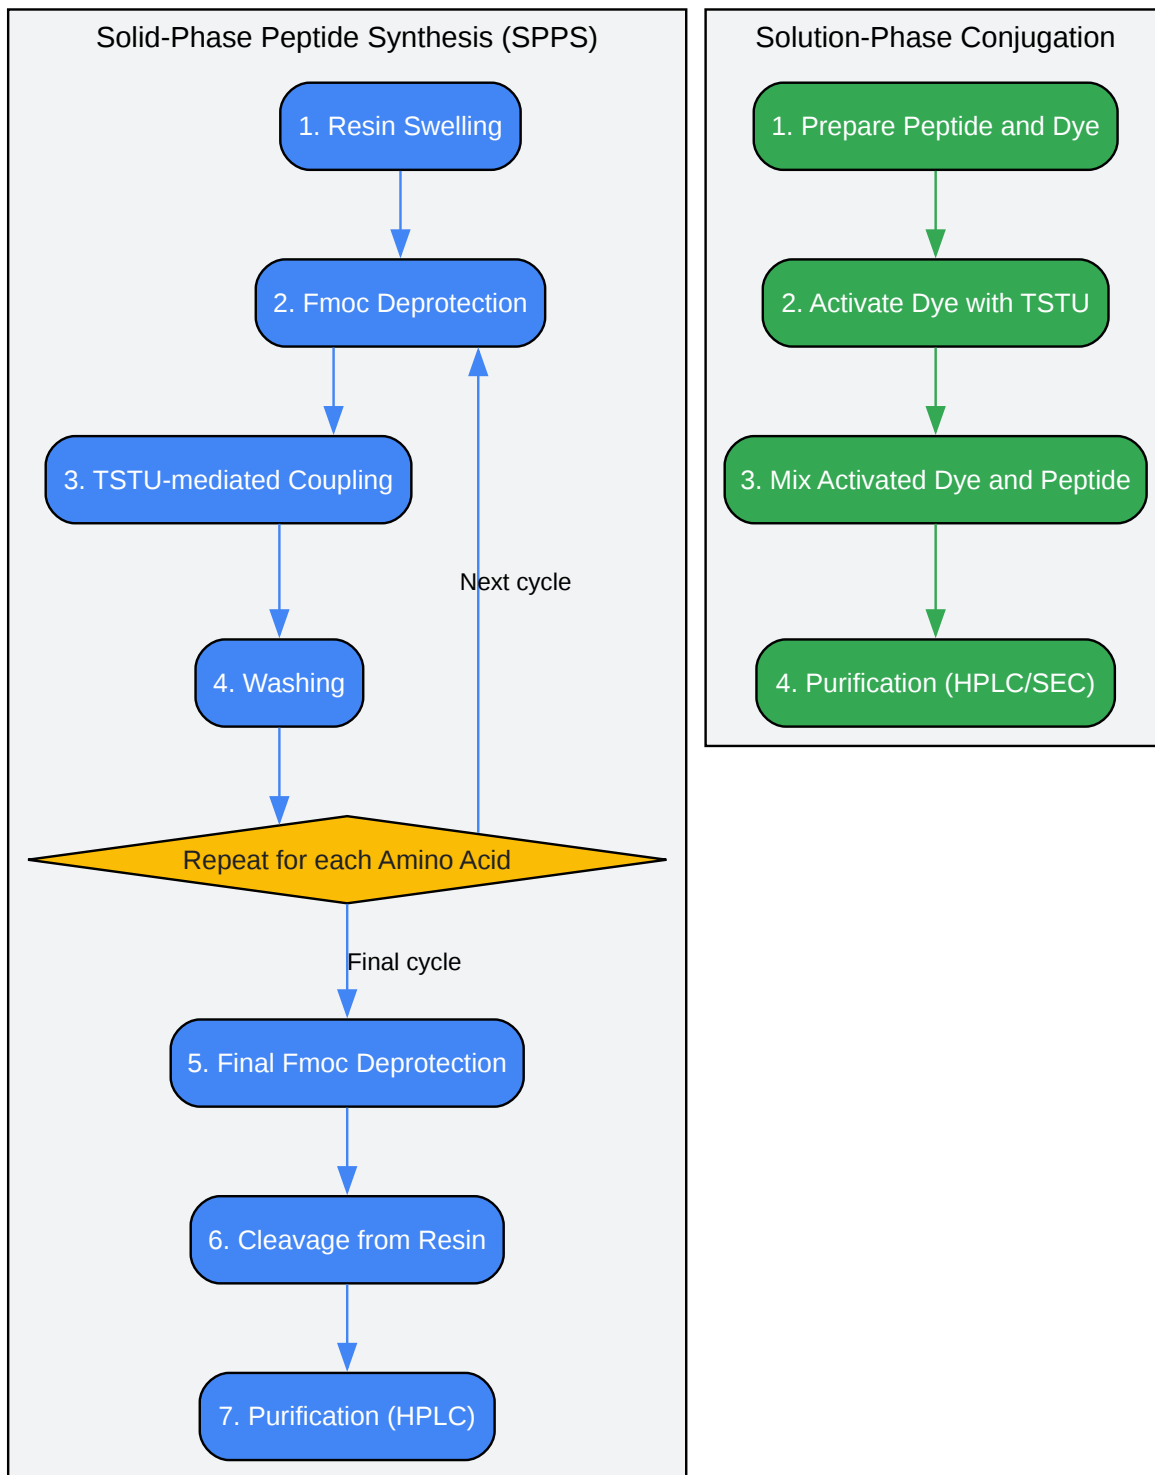 Solid-Phase Peptide Synthesis (SPPS)
1. Resin Swelling
2. Fmoc Deprotection
3. TSTU-mediated Coupling
Next cycle
4. Washing
Repeat for each Amino Acid
Final cycle
5. Final Fmoc Deprotection
6. Cleavage from Resin
7. Purification (HPLC)
Solution-Phase Conjugation
1. Prepare Peptide and Dye
2. Activate Dye with TSTU
3. Mix Activated Dye and Peptide
4. Purification (HPLC/SEC)